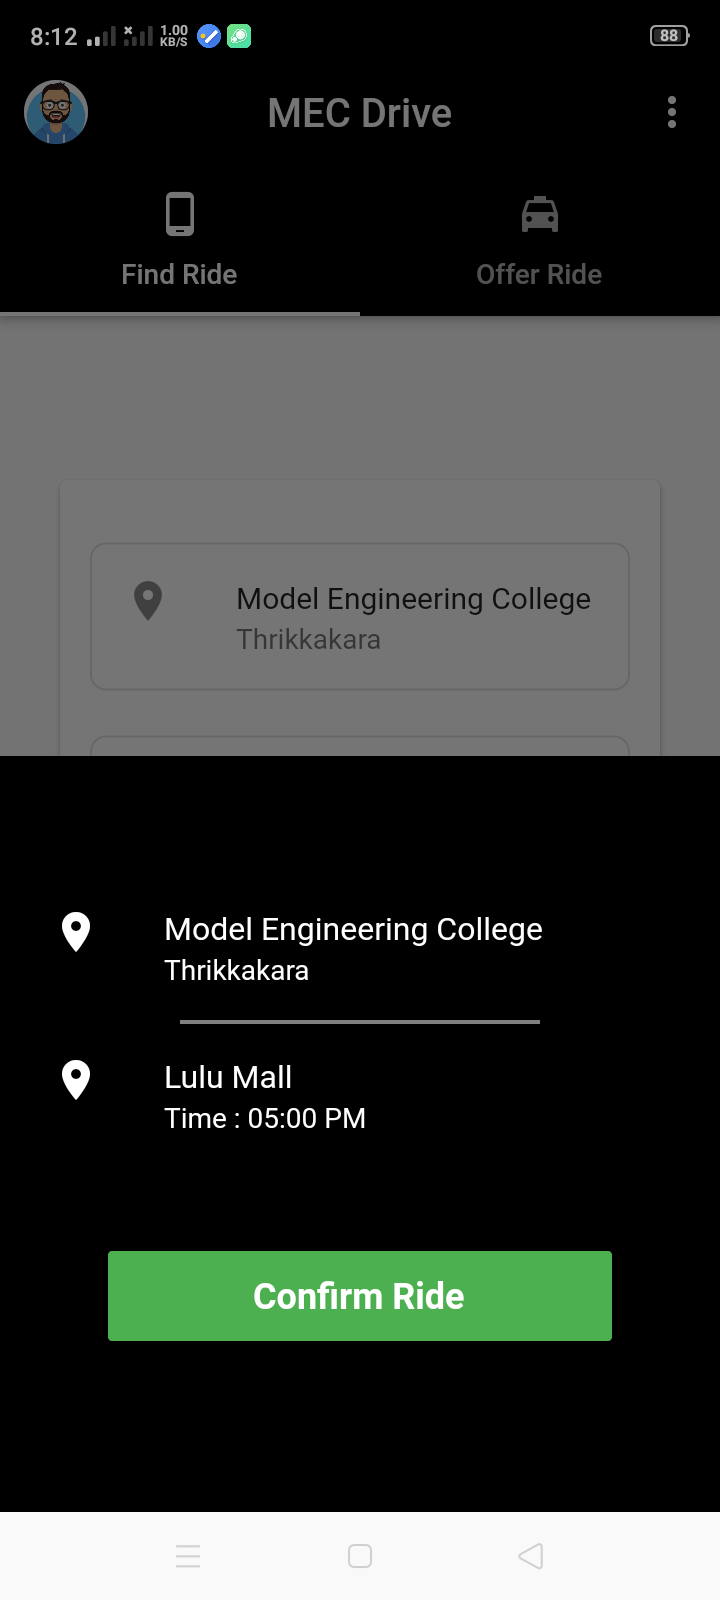 8:12
1.00
KB/S
88
MEC Drive
Find Ride
Offer Ride
Model Engineering College
Thrikkakara
Model Engineering College
Thrikkakara
Lulu Mall
Time : 05:00 PM
Confirm Ride